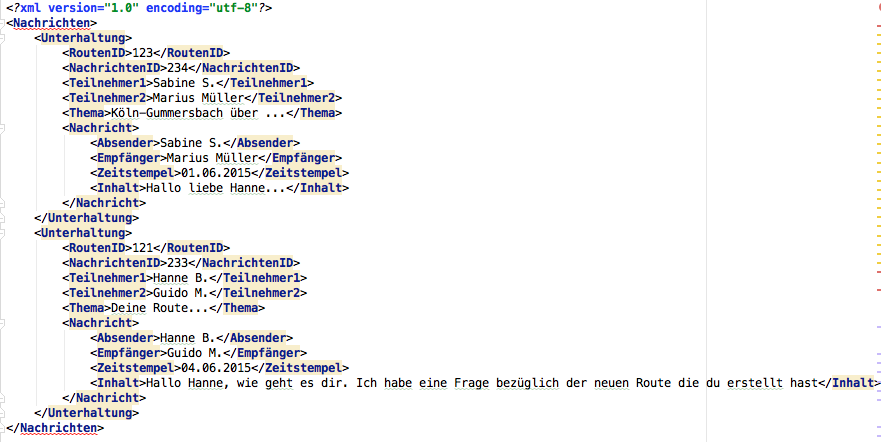 <?xml version="1.0" encoding="utf-8"?>
<Nachrichten>
<Unterhaltung>
<RoutenID>123</RoutenID>
<NachrichtenID>234</NachrichtenID>
<Teilnehmer1>Sabine S.</Teilnehmer1>
<Teilnehmer2>Marius Müller</Teilnehmer2>
<Thema>Köln-Gummersbach über ...</Thema>
<Nachricht>
<Absender>Sabine S.</Absender>
<Empfänger>Marius Müller</Empfänger>
<Zeitstempel>01.06.2015</Zeitstempel>
<Inhalt>Hallo liebe Hanne...</Inhalt>
</Nachricht>
</Unterhaltung>
<Unterhaltung>
<RoutenID>121</RoutenID>
<NachrichtenID>233</NachrichtenID>
<Teilnehmer1>Hanne B.</Teilnehmer1>
<Teilnehmer2>Guido M.</Teilnehmer2>
<Thema>Deine Route...</Thema>
<Nachricht>
<Absender>Hanne B.</Absender>
<Empfänger>Guido M.</Empfänger>
<Zeitstempel>04.06.2015</Zeitstempel>
<Inhalt>Hallo Hanne, wie geht es dir. Ich habe eine Frage bezüglich der neuen Route die du erstellt hast</Inhalt>
</Nachricht>
</Unterhaltung>
</Nachrichten>